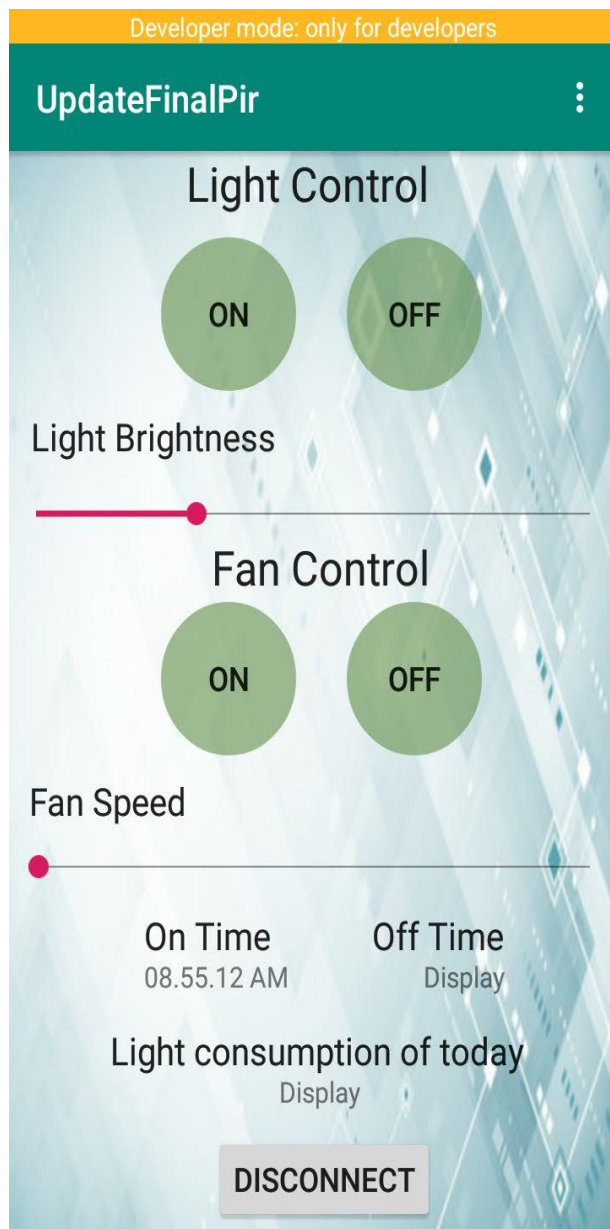 Developer mode: only for developers
UpdateFinalPir
Light Control
ON OFF
Light Brightness
Fan Control
ON OFF
Fan Speed
On Time Off Time
08.55.12 AM Display
Light consumption of today
Display
DISCONNECT